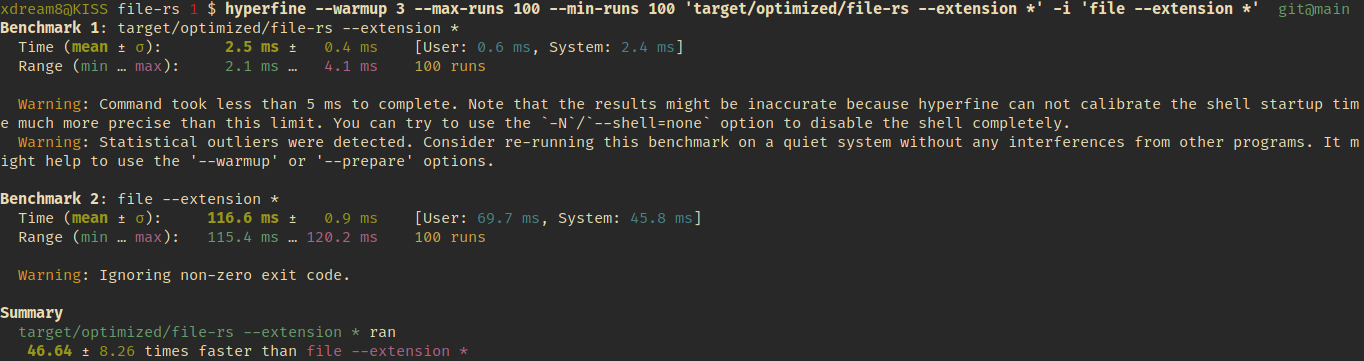 xdream8@KISS file-rs 1 $ hyperfine --warmup 3 --max-runs 100 --min-runs 100 'target/optimized/file-rs --extension *' -i 'file --extension *'  git@main
Benchmark 1: target/optimized/file-rs --extension *
  Time (mean ± σ):       2.5 ms ±   0.4 ms    [User: 0.6 ms, System: 2.4 ms]
  Range (min … max):     2.1 ms …   4.1 ms    100 runs

  Warning: Command took less than 5 ms to complete. Note that the results might be inaccurate because hyperfine can not calibrate the shell startup tim
e much more precise than this limit. You can try to use the `-N`/`--shell=none` option to disable the shell completely.
  Warning: Statistical outliers were detected. Consider re-running this benchmark on a quiet system without any interferences from other programs. It m
ight help to use the '--warmup' or '--prepare' options.

Benchmark 2: file --extension *
  Time (mean ± σ):     116.6 ms ±   0.9 ms    [User: 69.7 ms, System: 45.8 ms]
  Range (min … max):   115.4 ms … 120.2 ms    100 runs

  Warning: Ignoring non-zero exit code.

Summary
  target/optimized/file-rs --extension * ran
   46.64 ± 8.26 times faster than file --extension *